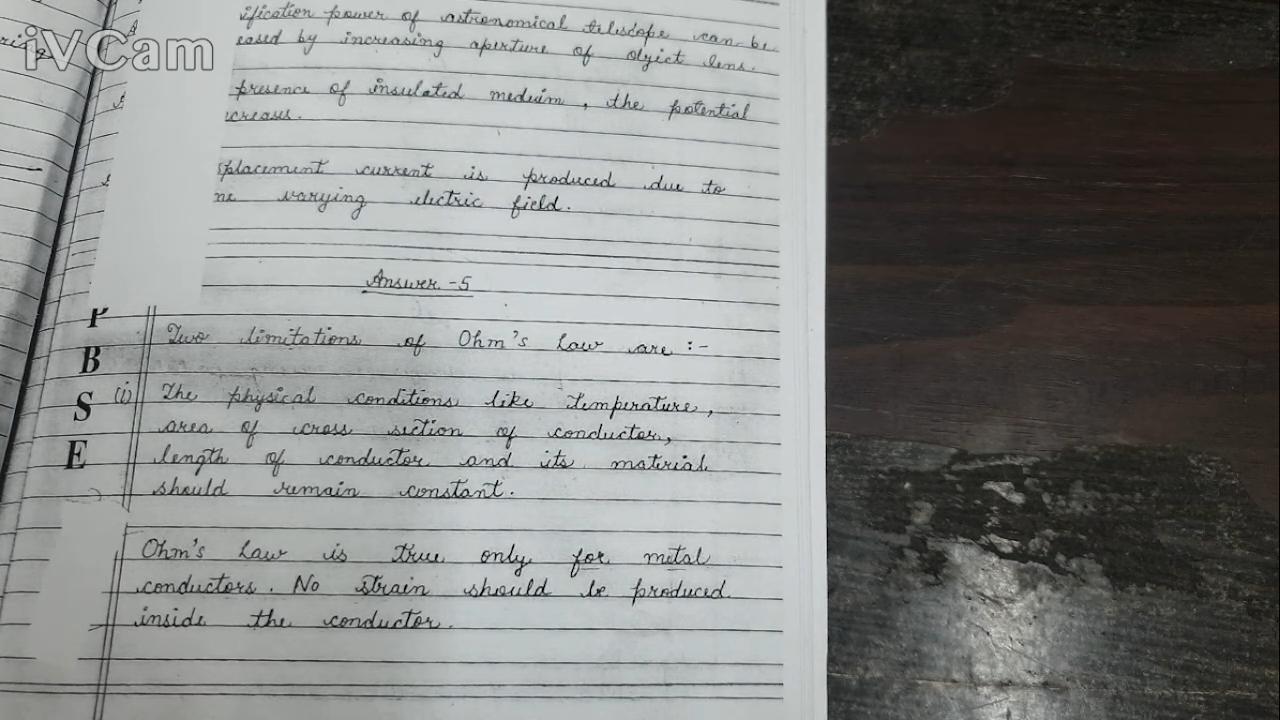 iVCam
ification power of astronomical telescope can be
eased by increasing aperture of object lens.
presence of insulated medium, the potential
creases.
splacement current is produced due to
varying electric field.
Answer - 5
Two limitations of Ohm's Law are :-
(i) The physical conditions like temperature,
area of cross section of conductor,
length of conductor and its material
should remain constant.
Ohm's Law is true only for metal
conductors. No strain should be produced
inside the conductor.
B
S
E